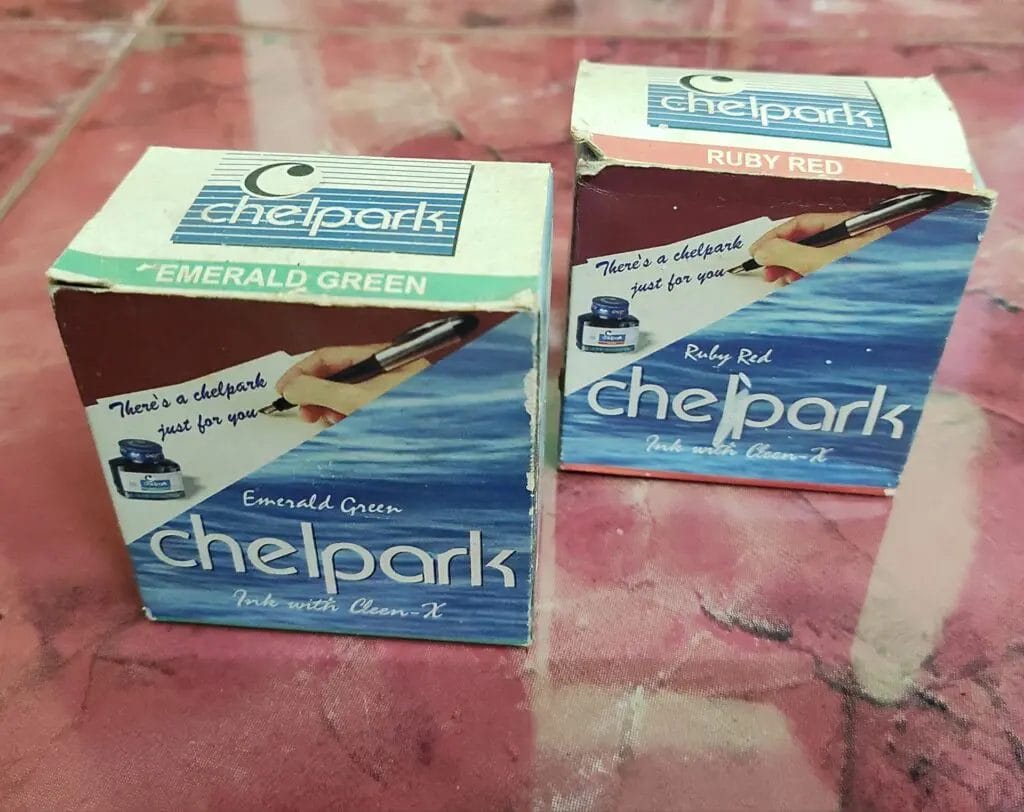 chelpark
EMERALD GREEN
There's a chelpark
just for you
Emerald Green
chelpark
Ink with Cleen-X
chelpark
RUBY RED
There's a chelpark
just for you
Ruby Red
chelpark
Ink with Cleen-X